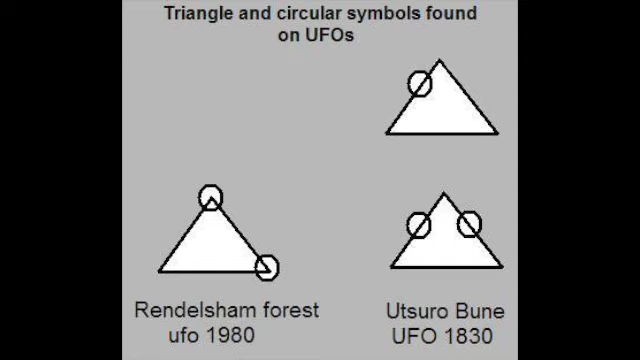 Triangle and circular symbols found
on UFOs
Rendelsham forest
ufo 1980
Utsuro Bune
UFO 1830